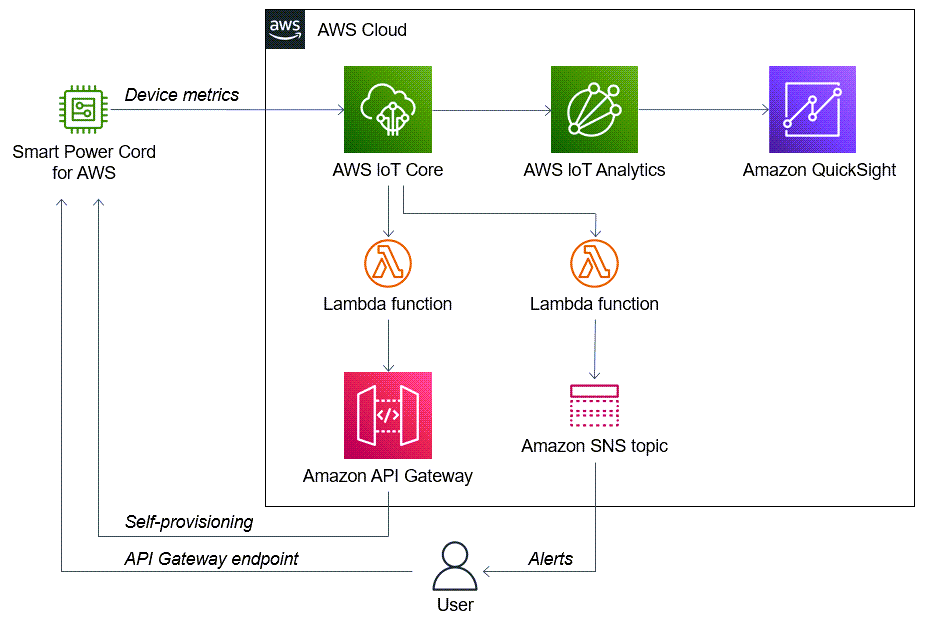 aws
AWS Cloud
Device metrics
Smart Power Cord
for AWS
AWS IoT Core
AWS IoT Analytics
Amazon QuickSight
Lambda function
Lambda function
</>
Amazon API Gateway
Amazon SNS topic
Self-provisioning
API Gateway endpoint
Alerts
User